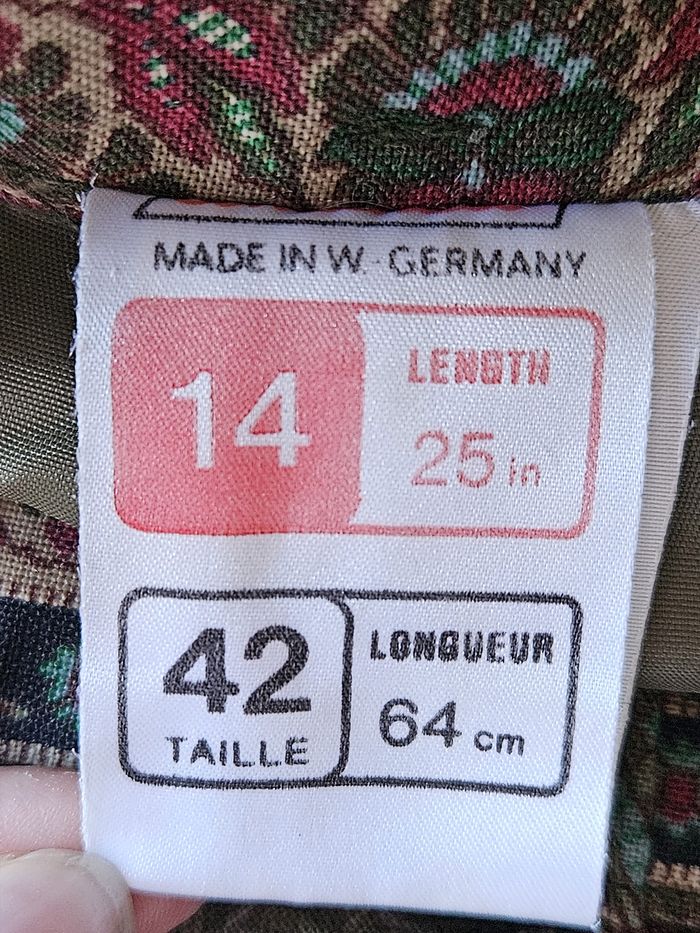 MADE IN W. GERMANY
14
LENGTH
25 in
42
TAILLE
LONGUEUR
64 cm